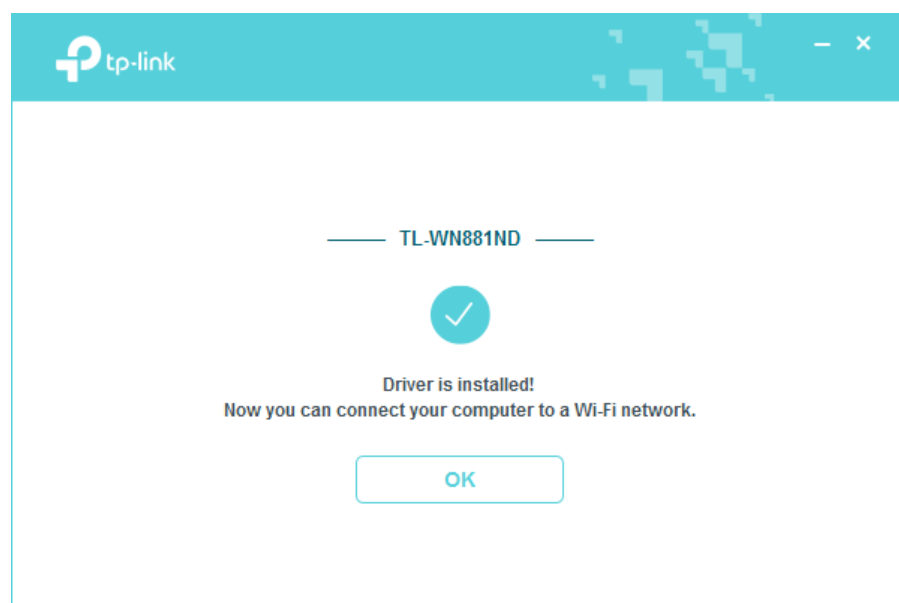 tp-link
TL-WN881ND
Driver is installed!
Now you can connect your computer to a Wi-Fi network.
OK